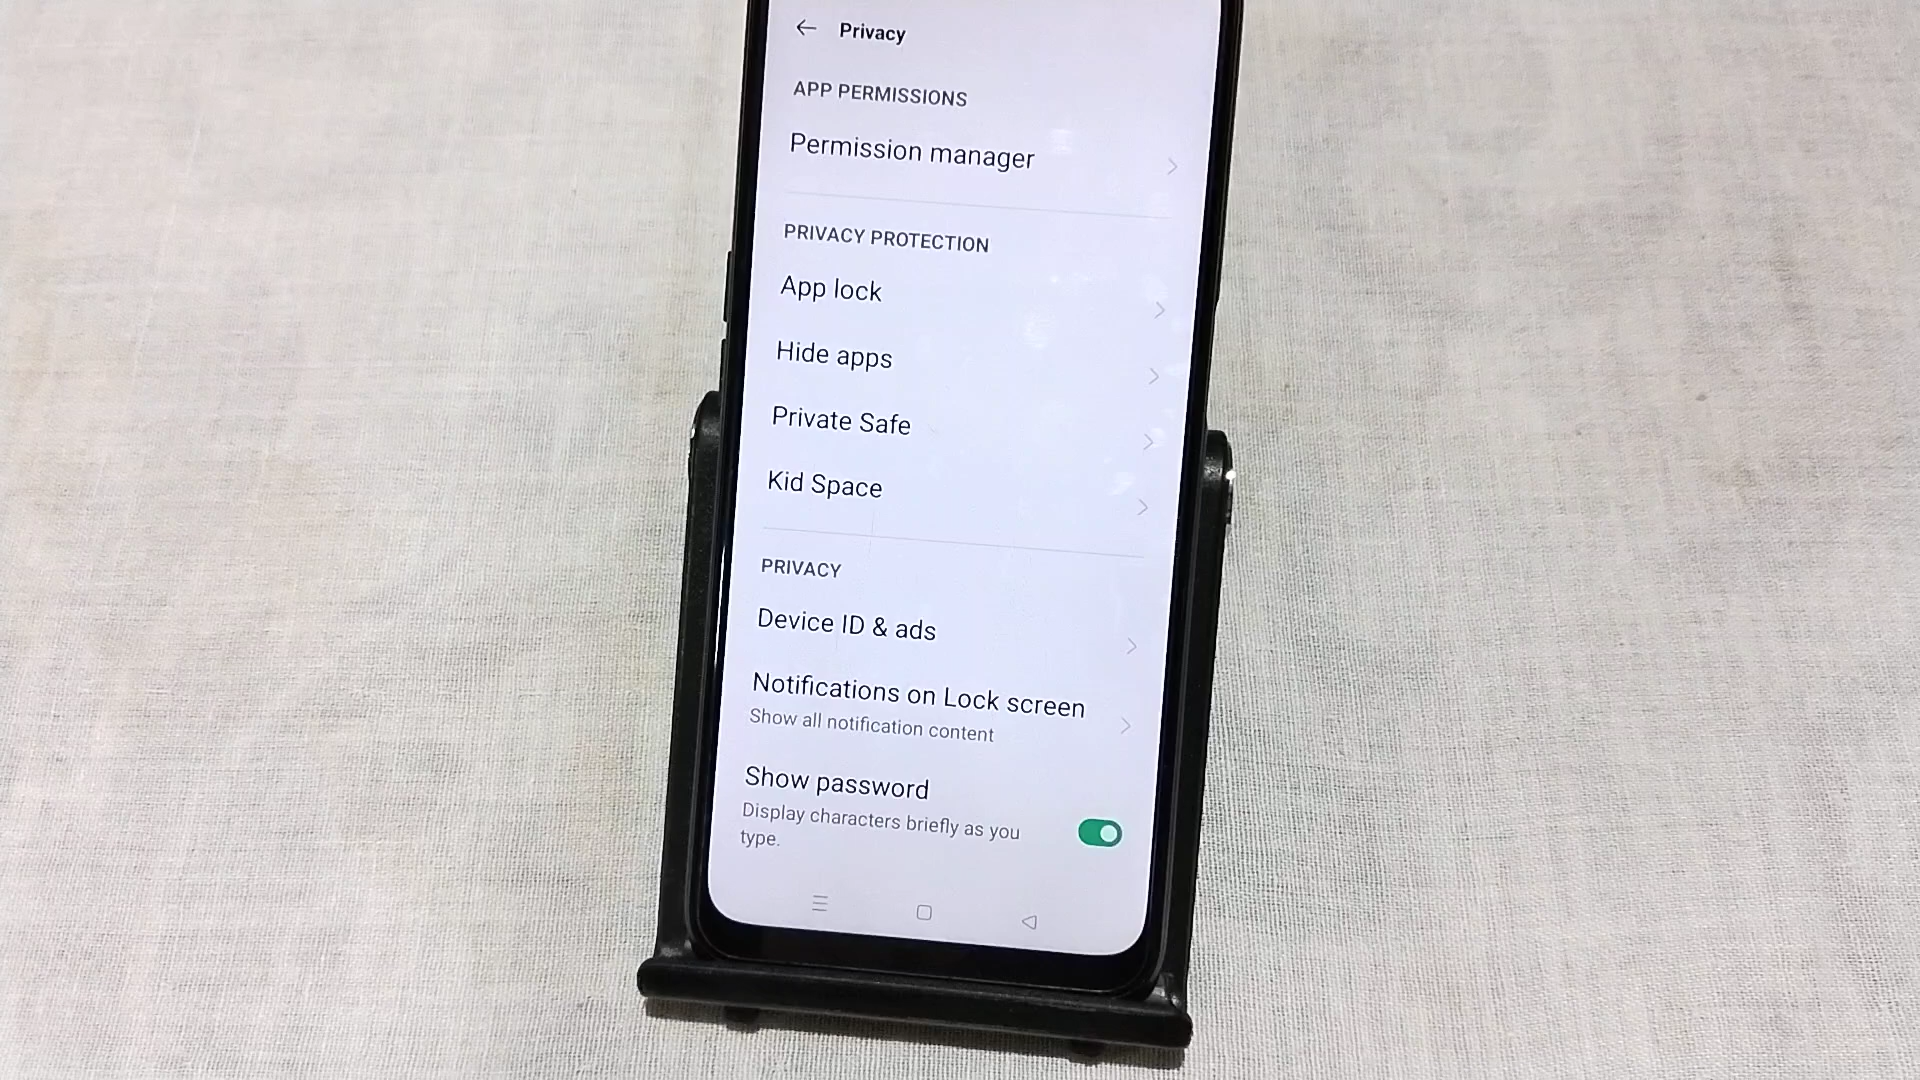 Privacy
APP PERMISSIONS
Permission manager
PRIVACY PROTECTION
App lock
Hide apps
Private Safe
Kid Space
PRIVACY
Device ID & ads
Notifications on Lock screen
Show all notification content
Show password
Display characters briefly as you
type.